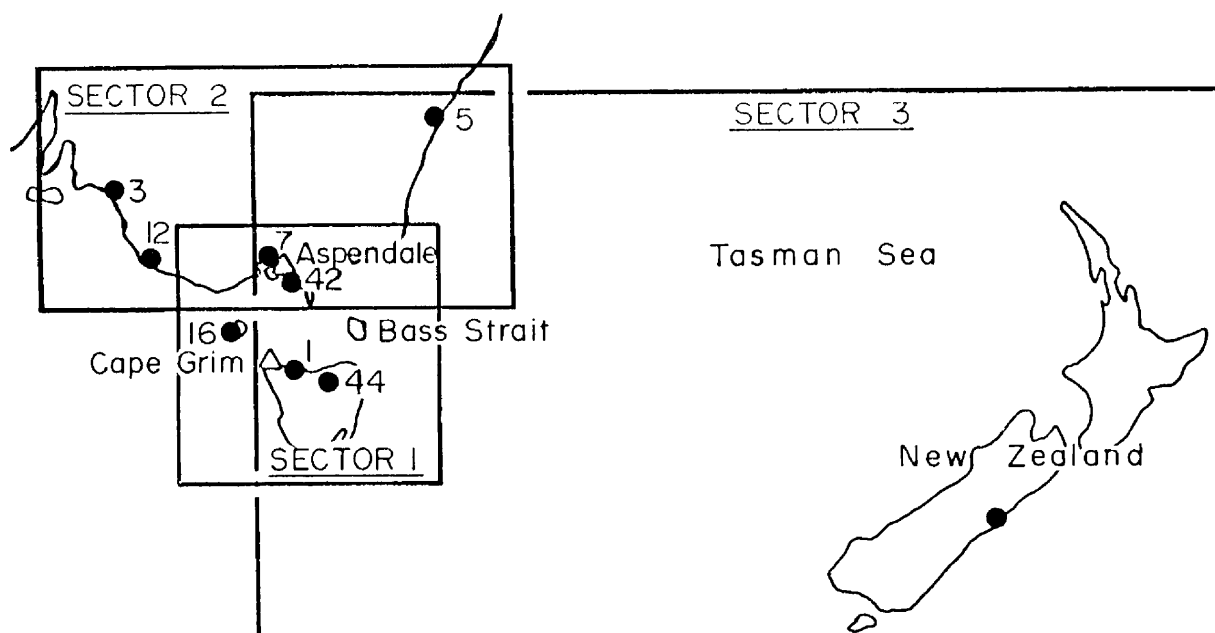 SECTOR 2
SECTOR 3
5
3
12
7
Aspendale
42
Tasman Sea
16
Bass Strait
Cape Grim
1
44
SECTOR 1
New Zealand